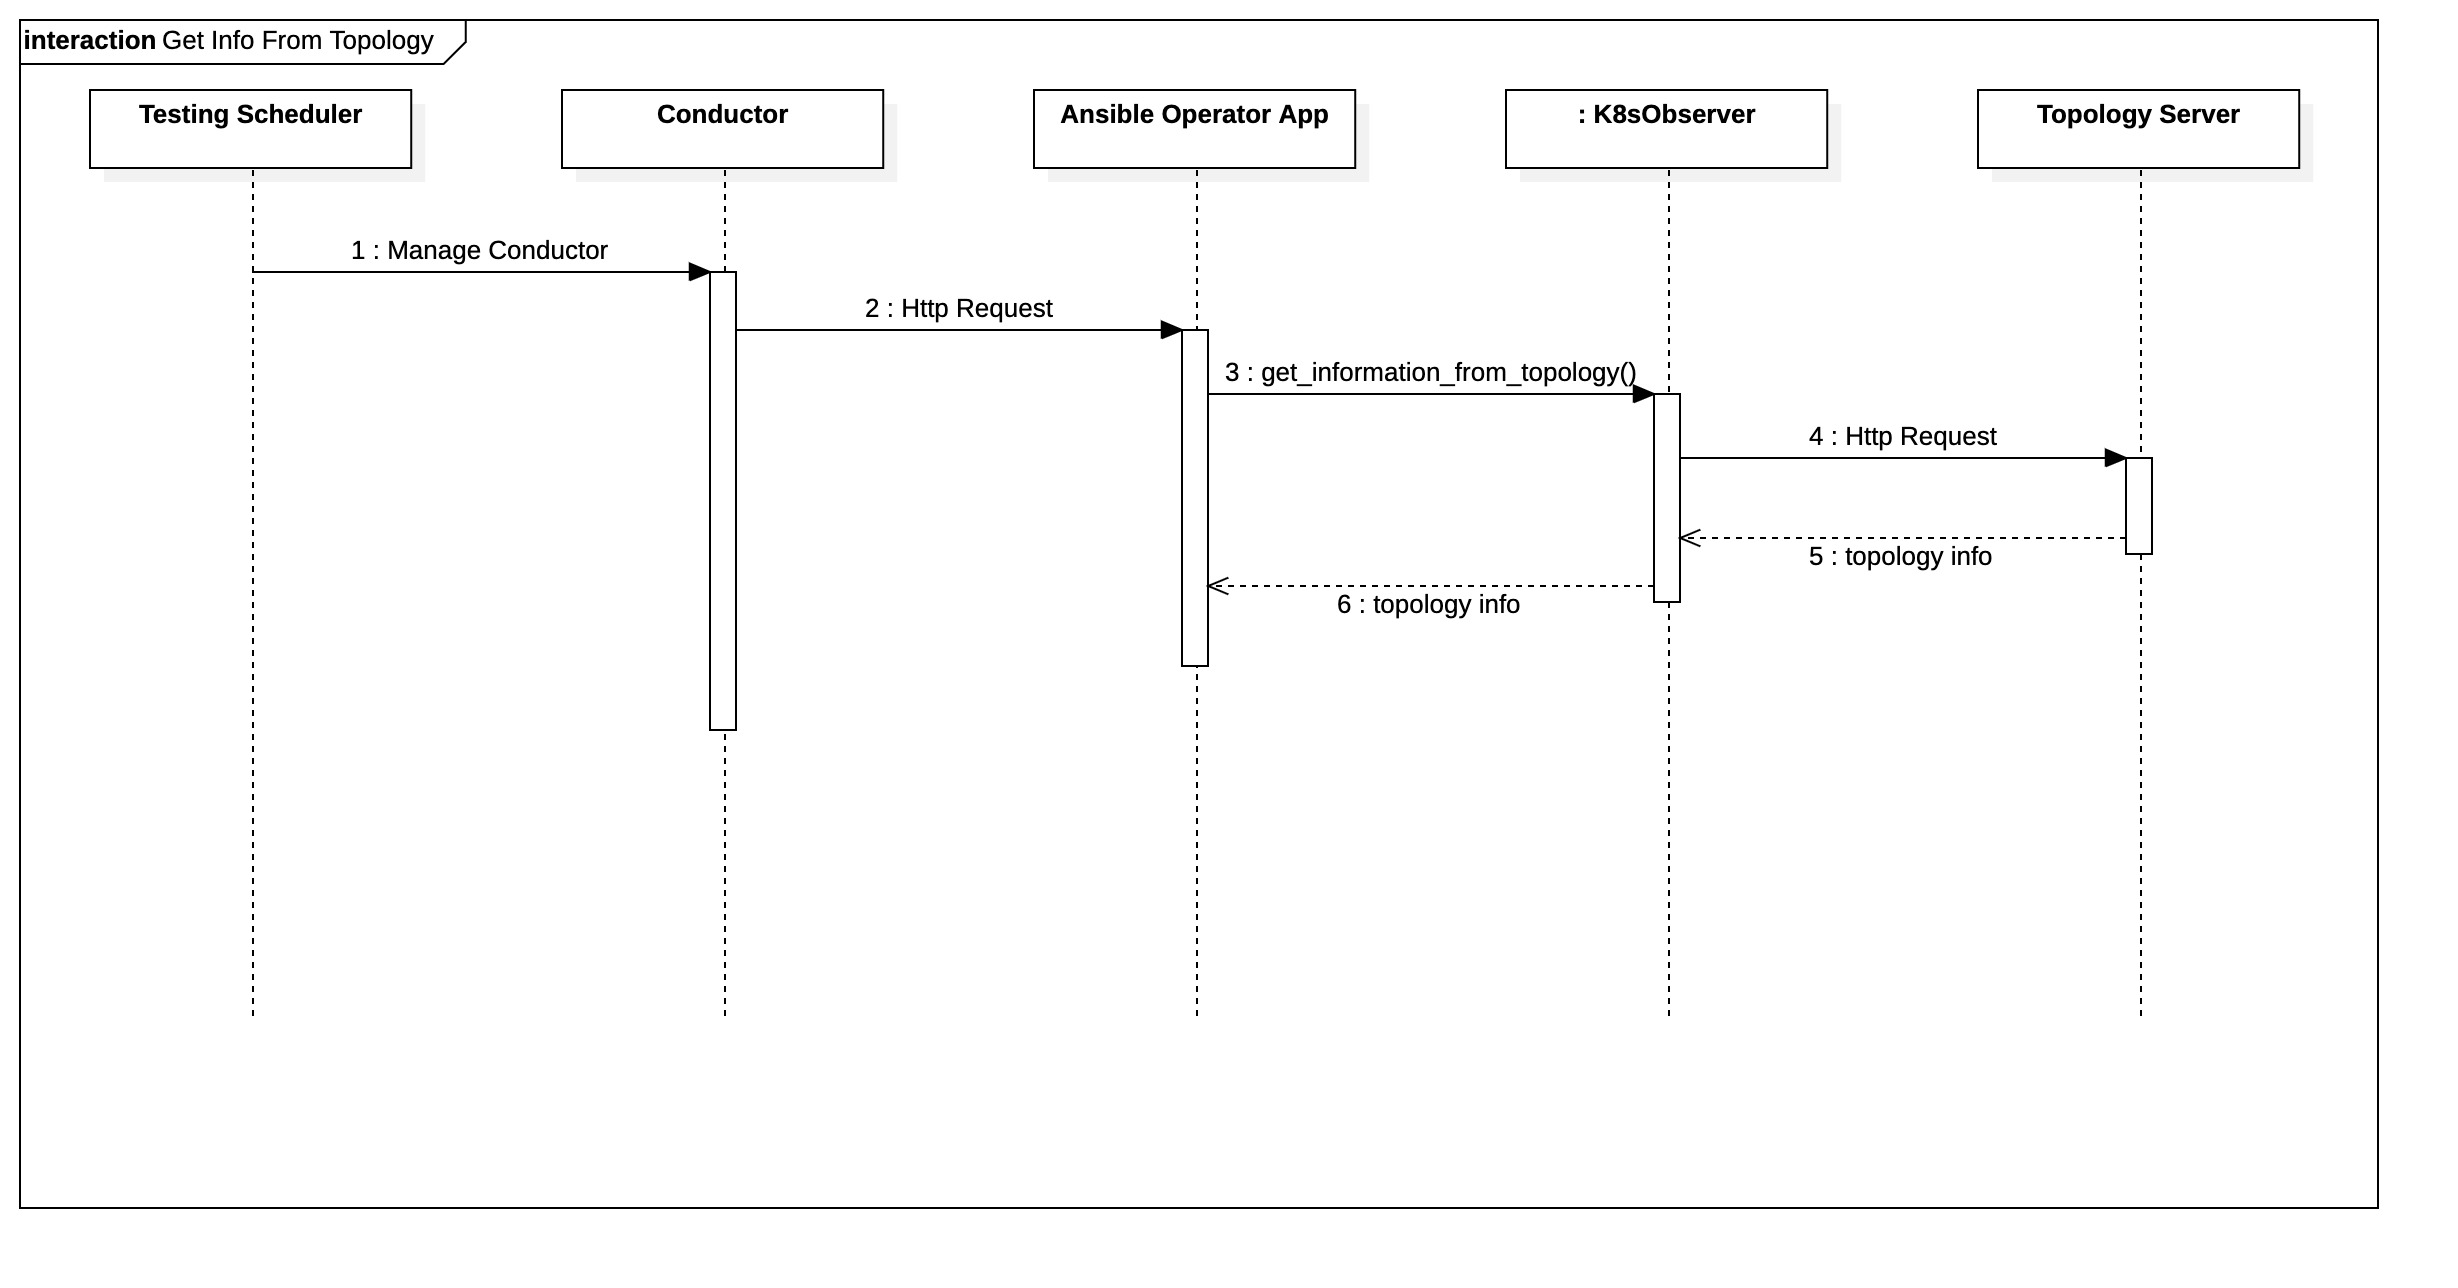 interaction Get Info From Topology
Testing Scheduler
Conductor
Ansible Operator App
: K8sObserver
Topology Server
1 : Manage Conductor
2 : Http Request
3 : get_information_from_topology()
4 : Http Request
5 : topology info
6 : topology info